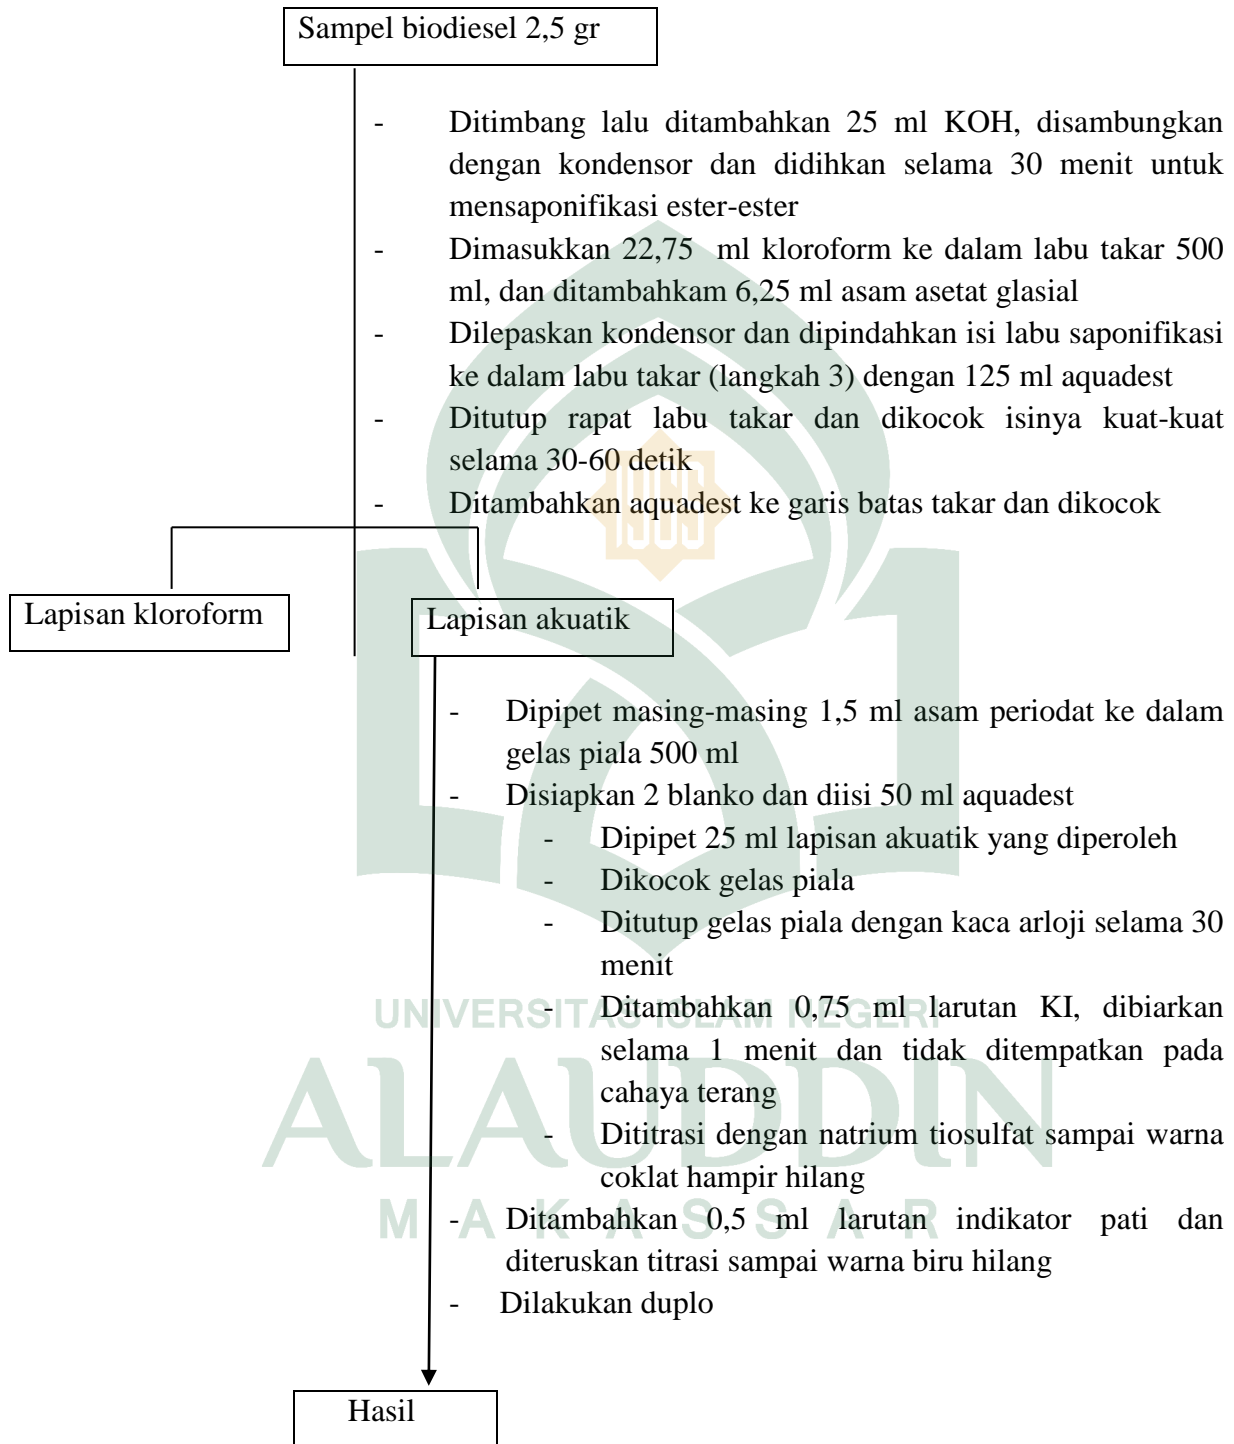 Sampel biodiesel 2,5 gr
- Ditimbang lalu ditambahkan 25 ml KOH, disambungkan
dengan kondensor dan didihkan selama 30 menit untuk
mensaponifikasi ester-ester
- Dimasukkan 22,75 ml kloroform ke dalam labu takar 500
ml, dan ditambahkam 6,25 ml asam asetat glasial
- Dilepaskan kondensor dan dipindahkan isi labu saponifikasi
ke dalam labu takar (langkah 3) dengan 125 ml aquadest
- Ditutup rapat labu takar dan dikocok isinya kuat-kuat
selama 30-60 detik
- Ditambahkan aquadest ke garis batas takar dan dikocok
Lapisan kloroform
Lapisan akuatik
- Dipipet masing-masing 1,5 ml asam periodat ke dalam
gelas piala 500 ml
- Disiapkan 2 blanko dan diisi 50 ml aquadest
- Dipipet 25 ml lapisan akuatik yang diperoleh
- Dikocok gelas piala
- Ditutup gelas piala dengan kaca arloji selama 30
menit
- Ditambahkan 0,75 ml larutan KI, dibiarkan
selama 1 menit dan tidak ditempatkan pada
cahaya terang
- Dititrasi dengan natrium tiosulfat sampai warna
coklat hampir hilang
- Ditambahkan 0,5 ml larutan indikator pati dan
diteruskan titrasi sampai warna biru hilang
- Dilakukan duplo
Hasil
UNIVERSITAS ISLAM NEGERI
ALAUDDIN
MAKASSAR